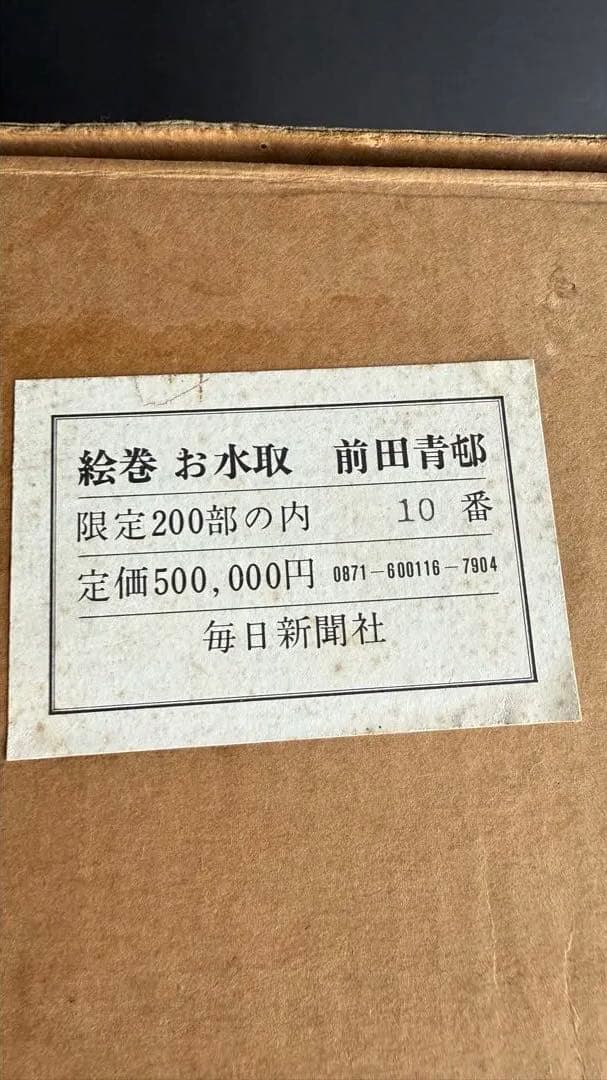 絵巻 お水取　前田青邨
限定200部の内　10 番
定価500,000円 0871－600116－7904
毎日新聞社